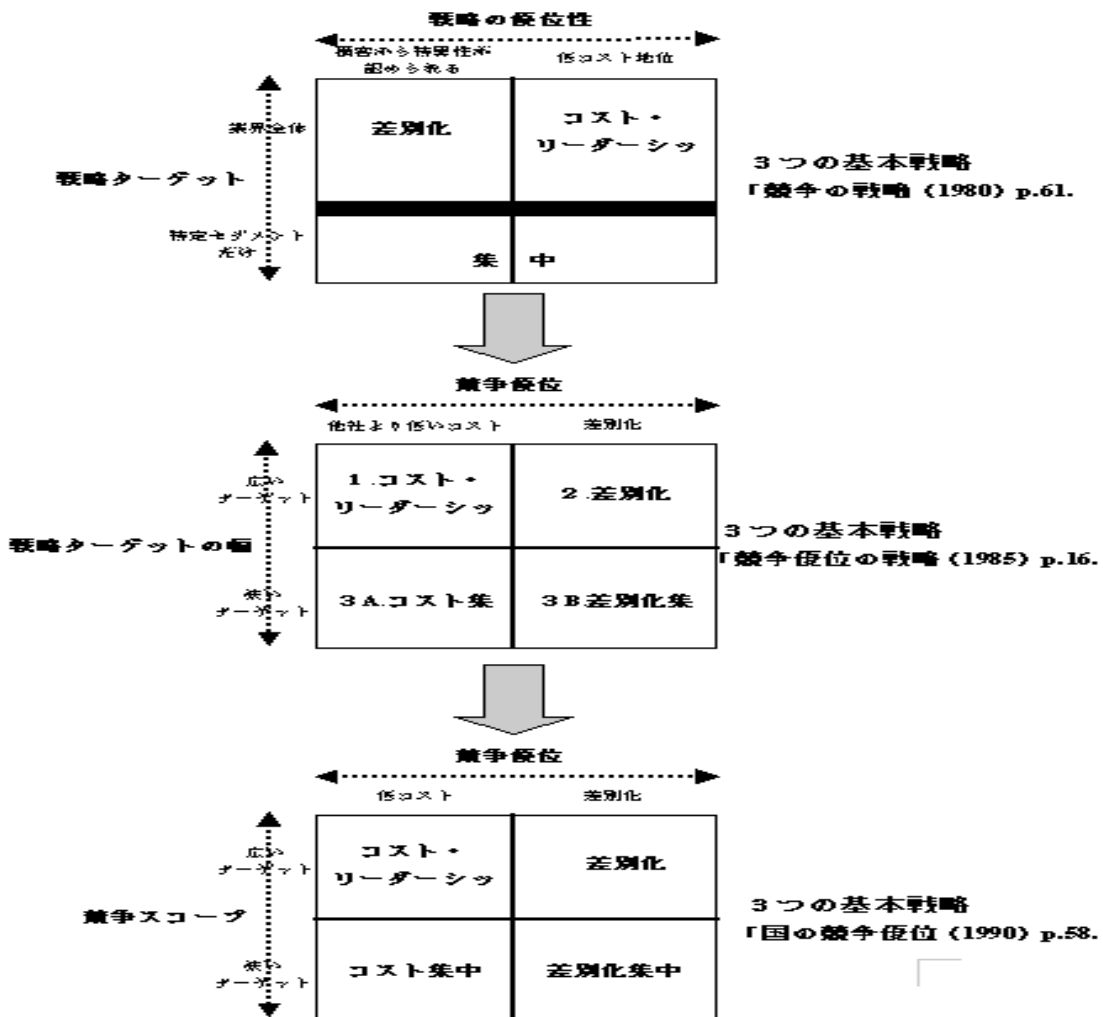 戦略の優位性
顧客から特異性が
認められる
低コスト地位
業界全体
差別化
コスト・
リーダーシッ
戦略ターゲット
3つの基本戦略
「競争の戦略 (1980) p.61.
特定セグメント
だけ
集 中
競争優位
他社より低いコスト
差別化
広い
ターゲット
1.コスト・
リーダーシッ
2.差別化
戦略ターゲットの幅
3つの基本戦略
「競争優位の戦略 (1985) p.16.
狭い
ターゲット
3A.コスト集
3B.差別化集
競争優位
低コスト
差別化
広い
ターゲット
コスト・
リーダーシッ
差別化
競争スコープ
3つの基本戦略
「国の競争優位 (1990) p.58.
狭い
ターゲット
コスト集中
差別化集中